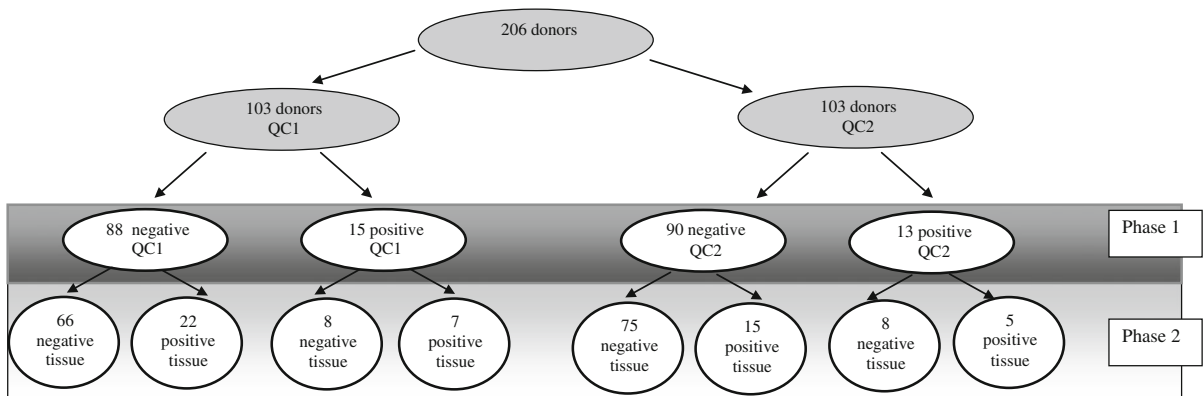 206 donors
103 donors
QC1
103 donors
QC2
88 negative
QC1
15 positive
QC1
90 negative
QC2
13 positive
QC2
Phase 1
66
negative
tissue
22
positive
tissue
8
negative
tissue
7
positive
tissue
75
negative
tissue
15
positive
tissue
8
negative
tissue
5
positive
tissue
Phase 2